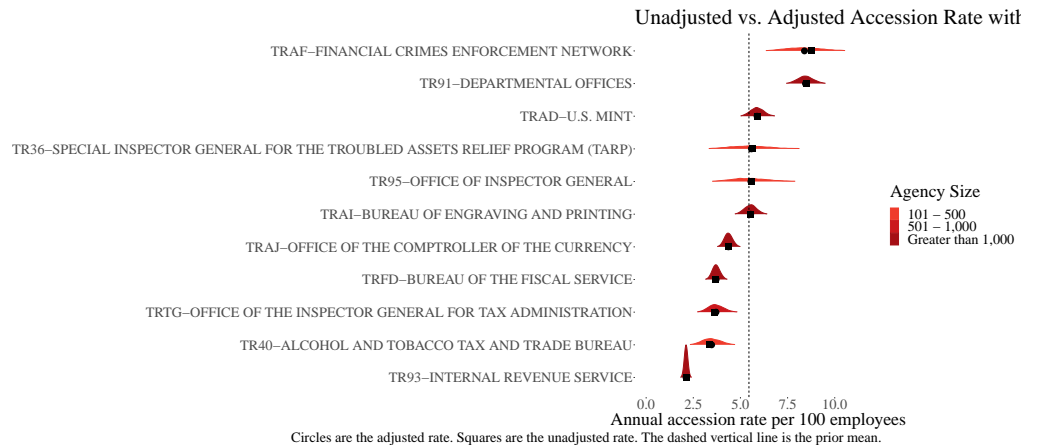 Unadjusted vs. Adjusted Accession Rate with
TRAF–FINANCIAL CRIMES ENFORCEMENT NETWORK
TR91–DEPARTMENTAL OFFICES
TRAD–U.S. MINT
TR36–SPECIAL INSPECTOR GENERAL FOR THE TROUBLED ASSETS RELIEF PROGRAM (TARP)
TR95–OFFICE OF INSPECTOR GENERAL
TRAI–BUREAU OF ENGRAVING AND PRINTING
TRAJ–OFFICE OF THE COMPTROLLER OF THE CURRENCY
TRFD–BUREAU OF THE FISCAL SERVICE
TRTG–OFFICE OF THE INSPECTOR GENERAL FOR TAX ADMINISTRATION
TR40–ALCOHOL AND TOBACCO TAX AND TRADE BUREAU
TR93–INTERNAL REVENUE SERVICE
Agency Size
101 – 500
501 – 1,000
Greater than 1,000
0.0 2.5 5.0 7.5 10.0
Annual accession rate per 100 employees
Circles are the adjusted rate. Squares are the unadjusted rate. The dashed vertical line is the prior mean.